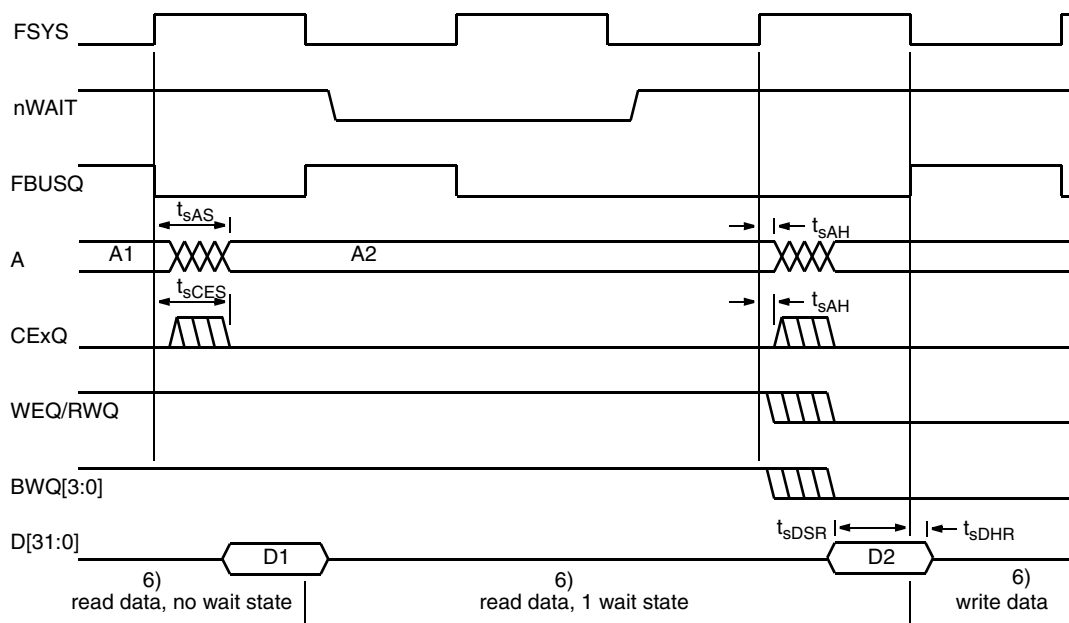 FSYS
nWAIT
FBUSQ
tsAS
tsAH
A
A1
A2
tsCES
tsAH
CExQ
WEQ/RWQ
BWQ[3:0]
tsDSR
tsDHR
D[31:0]
D1
D2
6)
6)
6)
read data, no wait state
read data, 1 wait state
write data